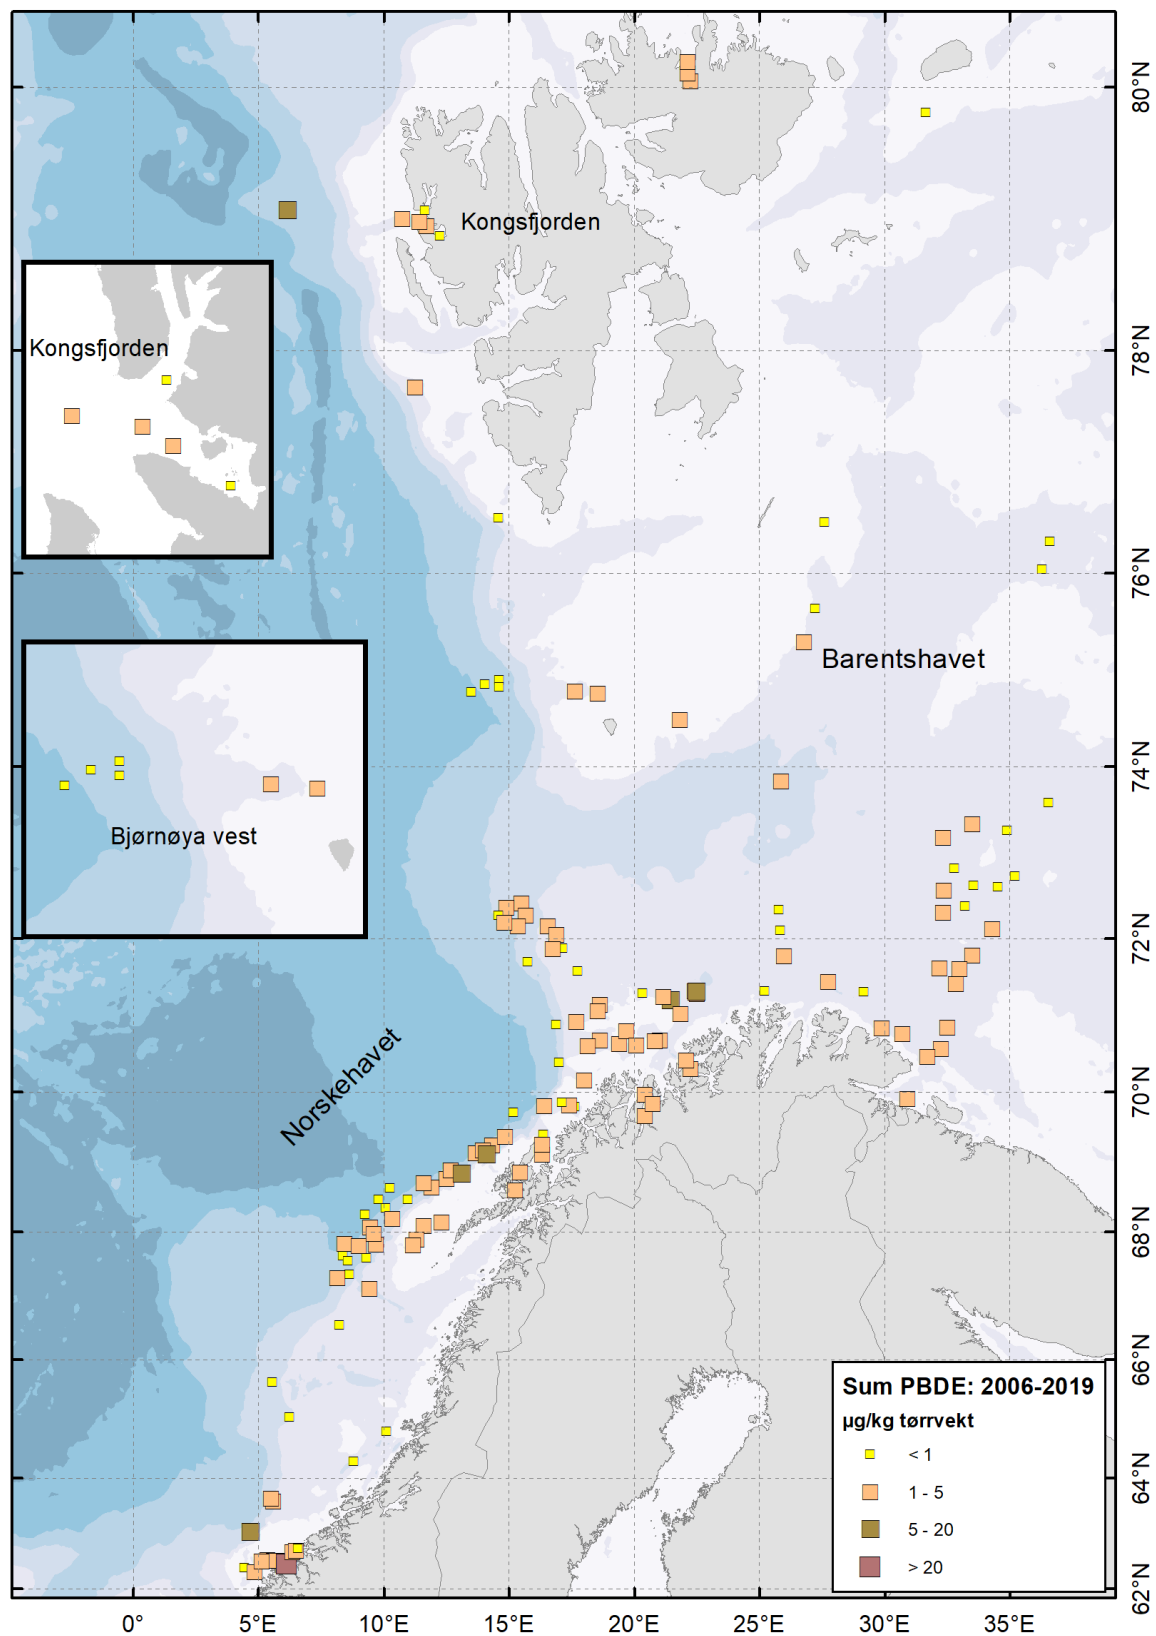 80°N
Kongsfjorden
Kongsfjorden
78°N
76°N
Barentshavet
74°N
Bjørnøya vest
72°N
Norskehavet
70°N
68°N
66°N
Sum PBDE: 2006-2019
µg/kg tørrvekt
< 1
1 - 5
5 - 20
> 20
64°N
62°N
0° 5°E 10°E 15°E 20°E 25°E 30°E 35°E